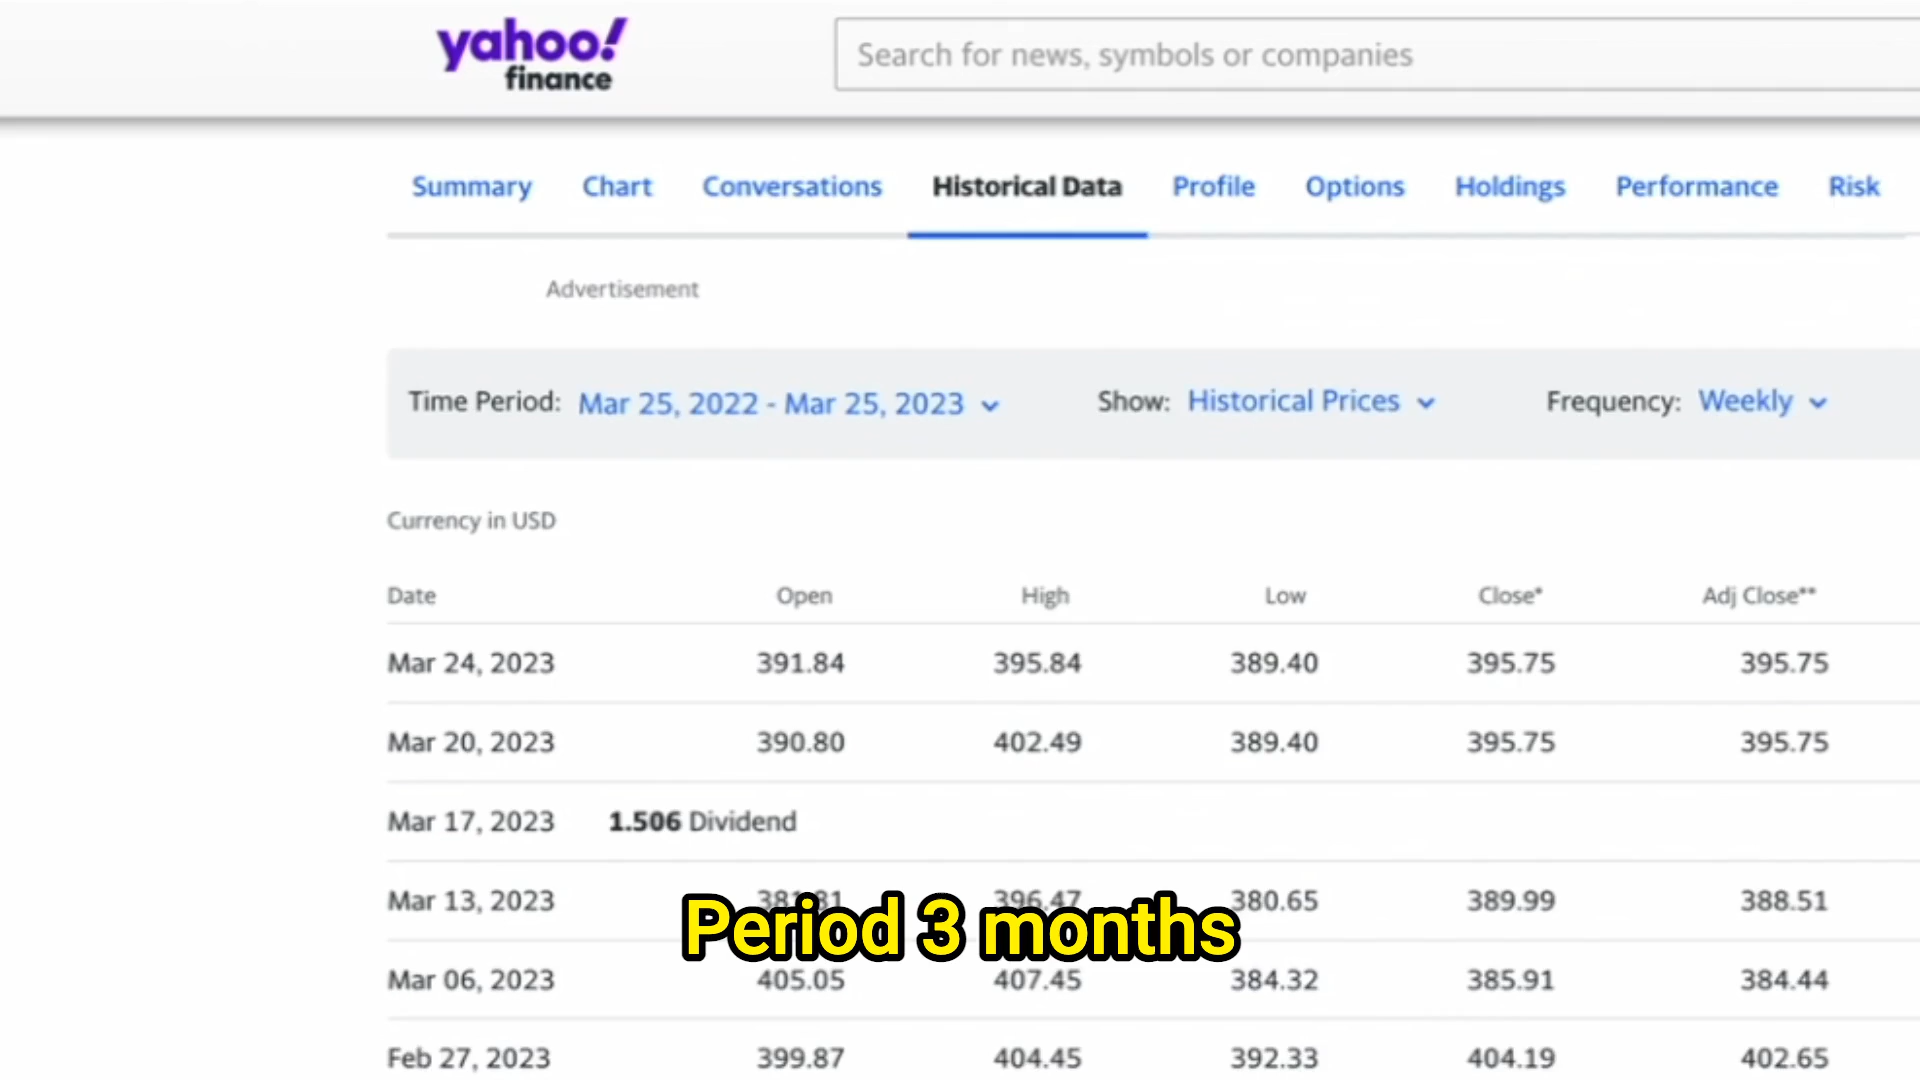 yahoo!
finance
Search for news, symbols or companies
Summary Chart Conversations Historical Data Profile Options Holdings Performance Risk
Advertisement
Time Period: Mar 25, 2022 - Mar 25, 2023 Show: Historical Prices Frequency: Weekly
Currency in USD
Date Open High Low Close* Adj Close**
Mar 24, 2023 391.84 395.84 389.40 395.75 395.75
Mar 20, 2023 390.80 402.49 389.40 395.75 395.75
Mar 17, 2023 1.506 Dividend
Mar 13, 2023 381.81 396.47 380.65 389.99 388.51
Period 3 months
Mar 06, 2023 405.05 407.45 384.32 385.91 384.44
Feb 27, 2023 399.87 404.45 392.33 404.19 402.65